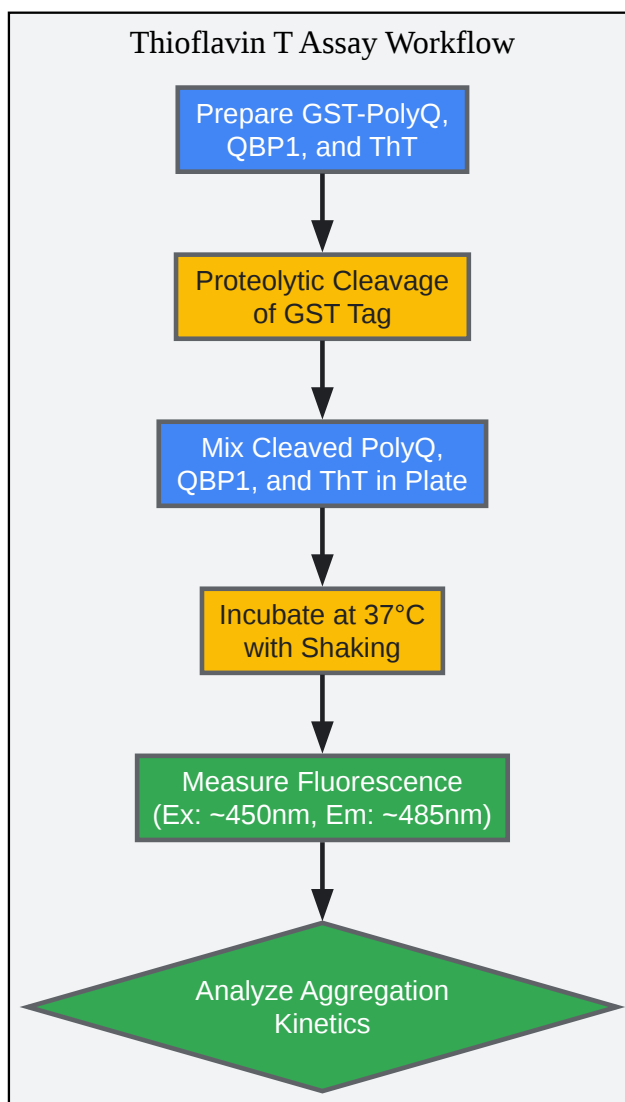 Thioflavin T Assay Workflow
Prepare GST-PolyQ,
QBP1, and ThT
Proteolytic Cleavage
of GST Tag
Mix Cleaved PolyQ,
QBP1, and ThT in Plate
Incubate at 37°C
with Shaking
Measure Fluorescence
(Ex: ~450nm, Em: ~485nm)
Analyze Aggregation
Kinetics